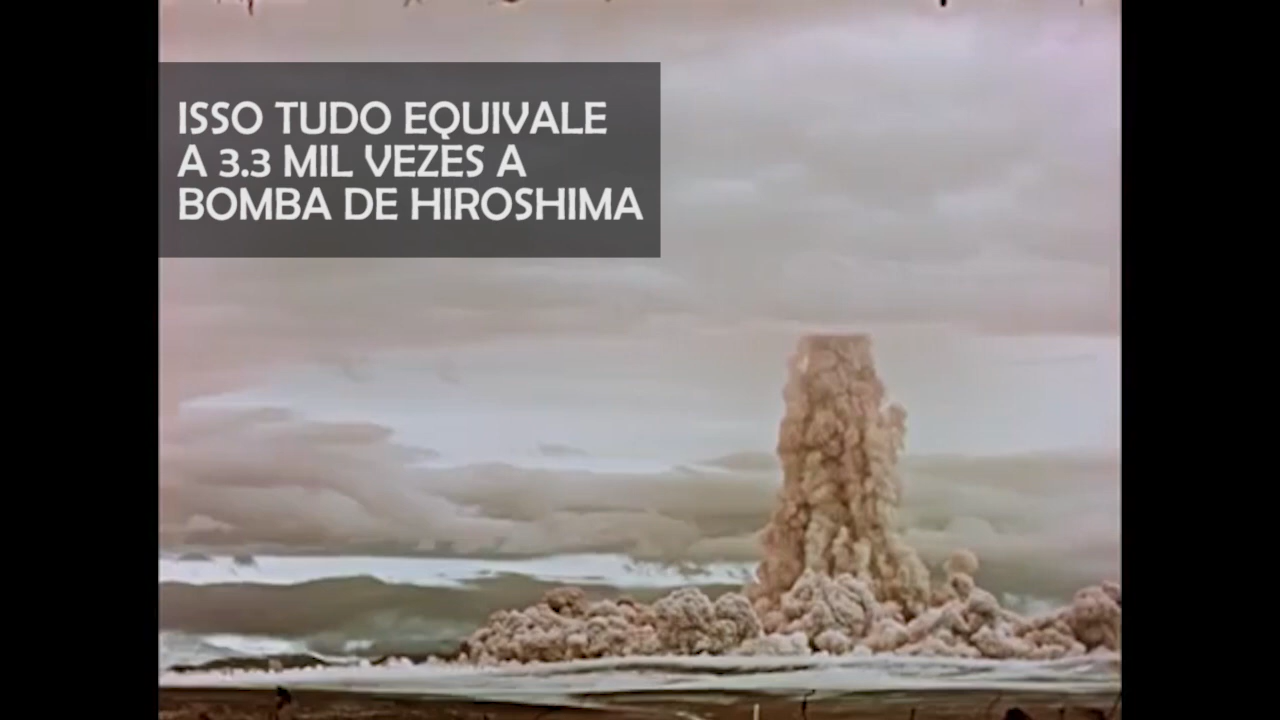 ISSO TUDO EQUIVALE
A 3.3 MIL VEZES A
BOMBA DE HIROSHIMA